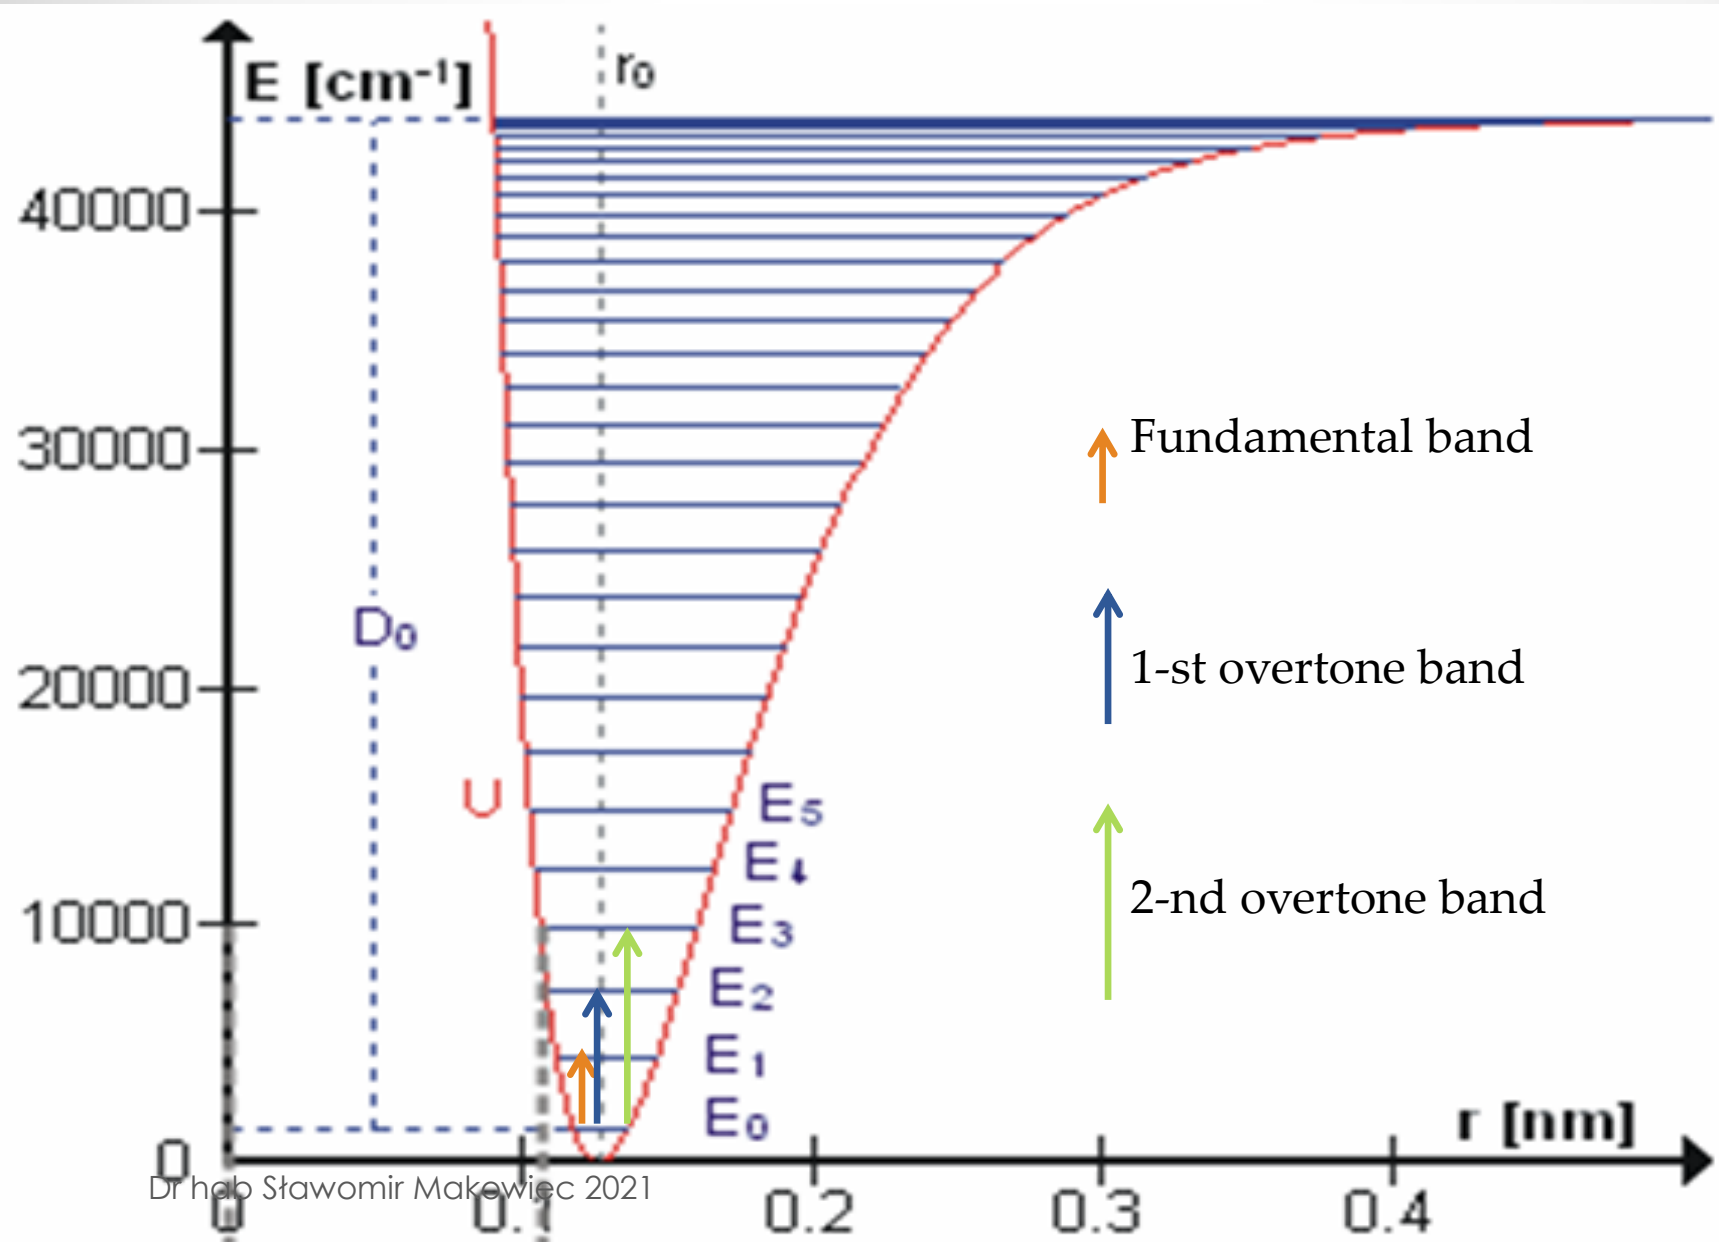 E [cm⁻¹]
r₀
40000
30000
Fundamental band
D₀
1-st overtone band
20000
U
E₅
E₄
10000
E₃
2-nd overtone band
E₂
E₁
E₀
r [nm]
0
Dr hab Sławomir Makowiec 2021
0
0.1
0.2
0.3
0.4